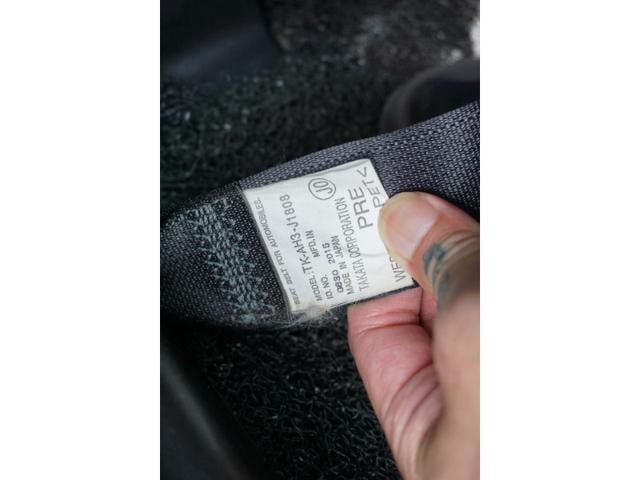 SEAT BELT FOR AUTOMOBILES.
MODEL: TK-AH3-J1808
ID.NO. MFD.IN
2015
MADE IN JAPAN
TAKATA CORPORATION
PRE
PET<
JO